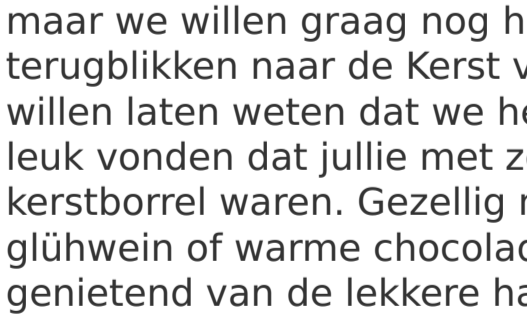 maar we willen graag nog
terugblikken naar de Kerst
willen laten weten dat we
leuk vonden dat jullie met
kerstborrel waren. Gezellig
glühwein of warme
genietend van de lekkere